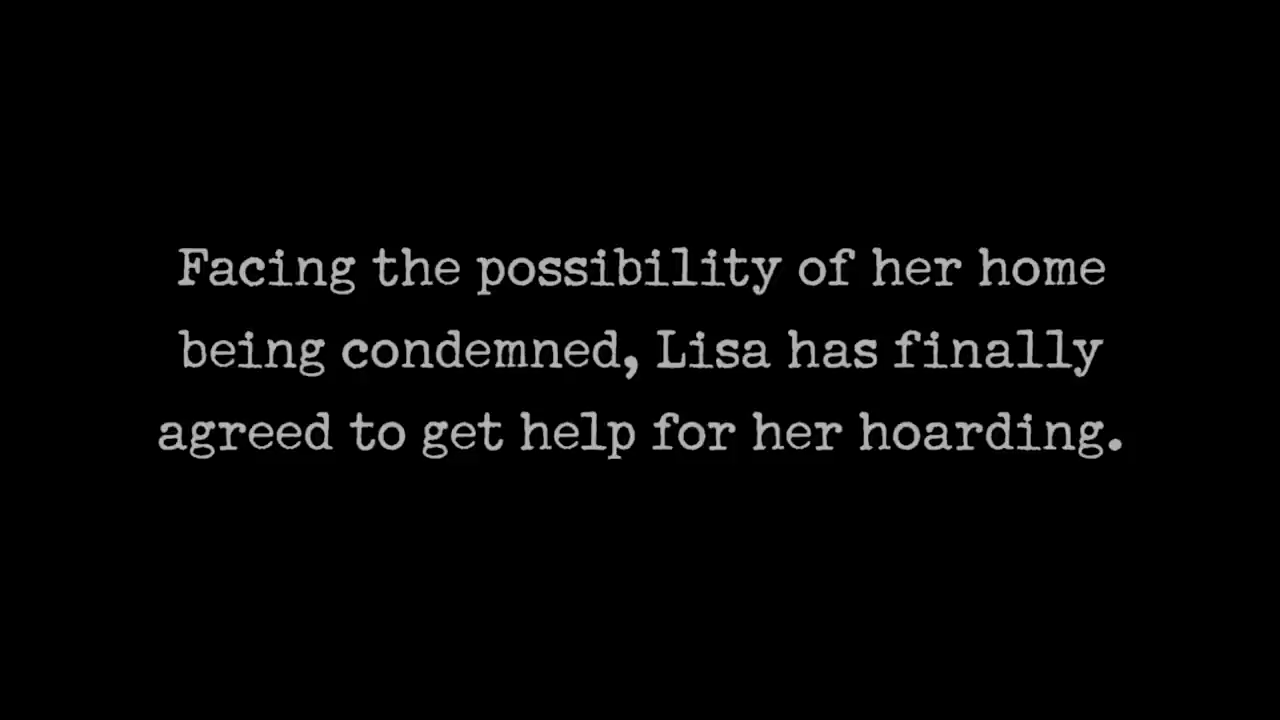 Facing the possibility of her home
being condemned, Lisa has finally
agreed to get help for her hoarding.